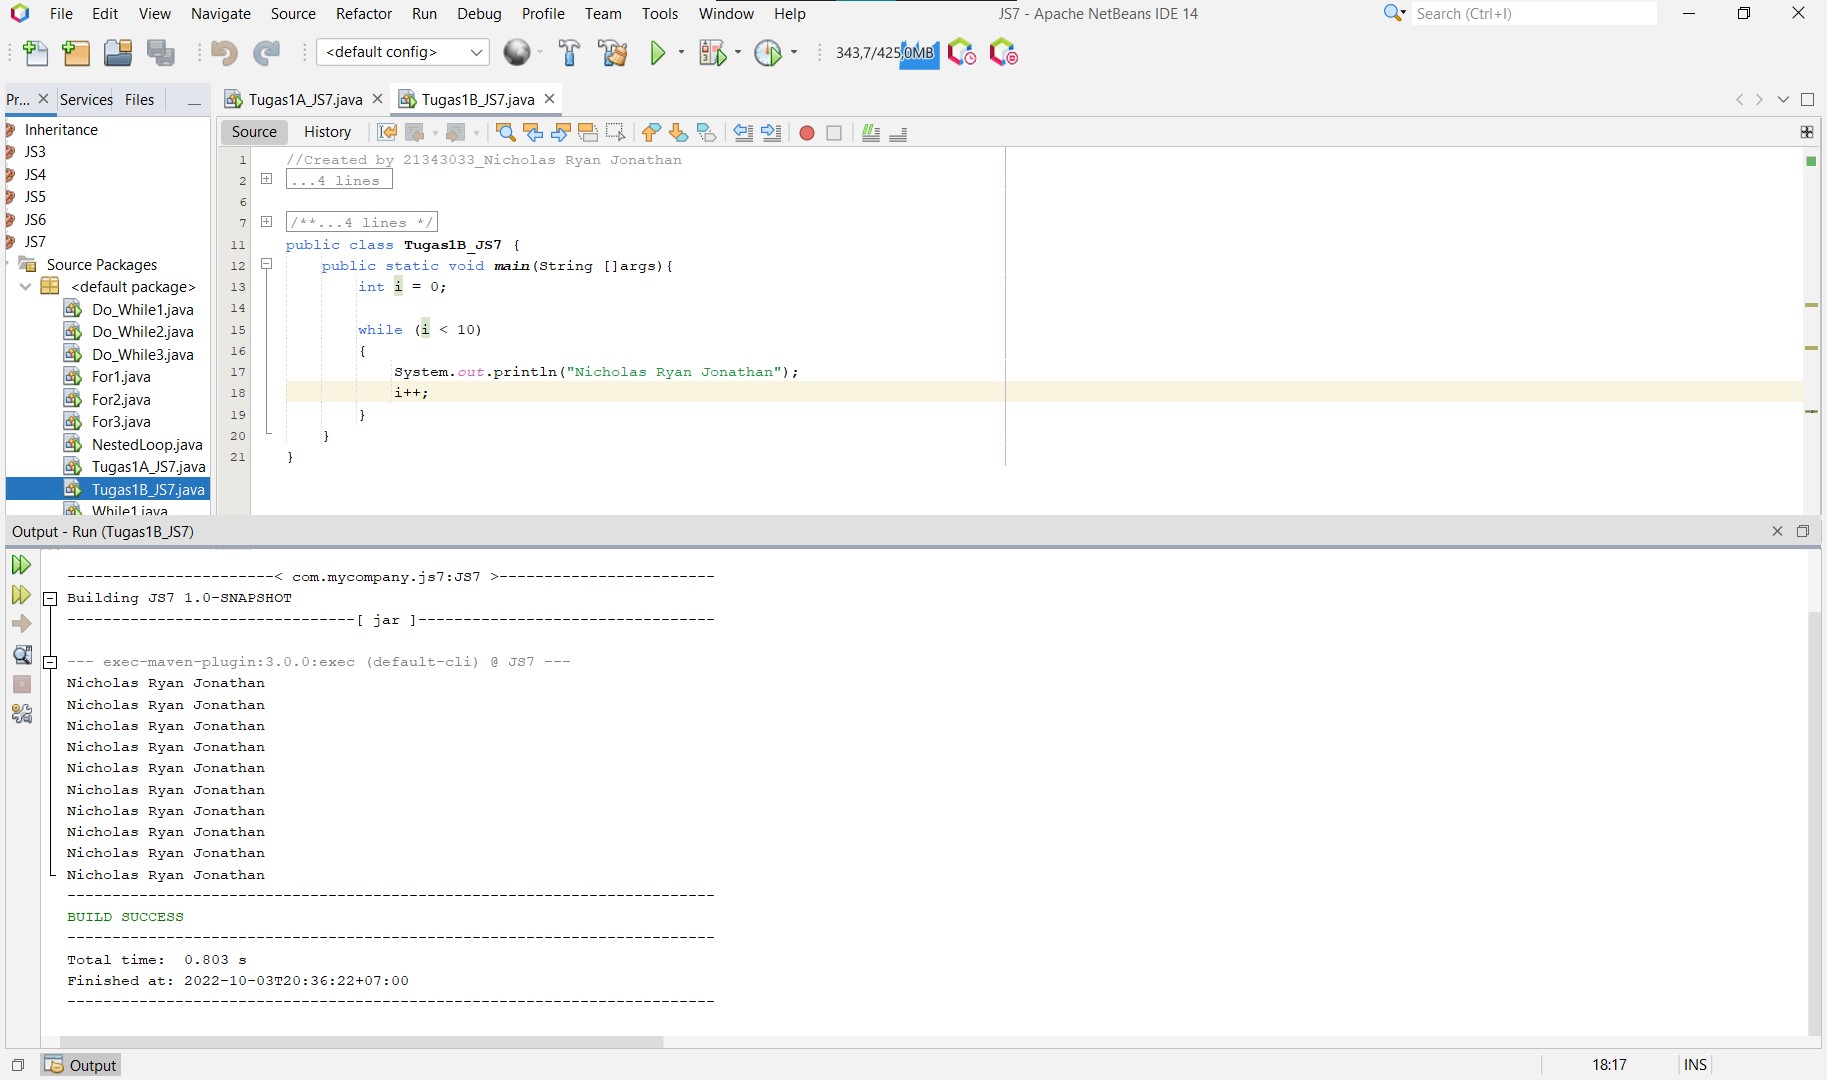 File Edit View Navigate Source Refactor Run Debug Profile Team Tools Window Help JS7 - Apache NetBeans IDE 14 Search (Ctrl+I)
<default config> 343,7/425,0MB
Pr... Services Files Tugas1A_JS7.java Tugas1B_JS7.java
Source History
Inheritance
JS3
JS4
JS5
JS6
JS7
Source Packages
<default package>
Do_While1.java
Do_While2.java
Do_While3.java
For1.java
For2.java
For3.java
NestedLoop.java
Tugas1A_JS7.java
Tugas1B_JS7.java
While1.java
1 //Created by 21343033_Nicholas Ryan Jonathan
2 ...4 lines
6
7 /**...4 lines */
11 public class Tugas1B_JS7 {
12 public static void main(String []args){
13 int i = 0;
14
15 while (i < 10)
16 {
17 System.out.println("Nicholas Ryan Jonathan");
18 i++;
19 }
20 }
21 }
Output - Run (Tugas1B_JS7)
-----------------------< com.mycompany.js7:JS7 >------------------------
Building JS7 1.0-SNAPSHOT
--------------------------------[ jar ]---------------------------------
--- exec-maven-plugin:3.0.0:exec (default-cli) @ JS7 ---
Nicholas Ryan Jonathan
Nicholas Ryan Jonathan
Nicholas Ryan Jonathan
Nicholas Ryan Jonathan
Nicholas Ryan Jonathan
Nicholas Ryan Jonathan
Nicholas Ryan Jonathan
Nicholas Ryan Jonathan
Nicholas Ryan Jonathan
Nicholas Ryan Jonathan
------------------------------------------------------------------------
BUILD SUCCESS
------------------------------------------------------------------------
Total time: 0.803 s
Finished at: 2022-10-03T20:36:22+07:00
------------------------------------------------------------------------
Output 18:17 INS